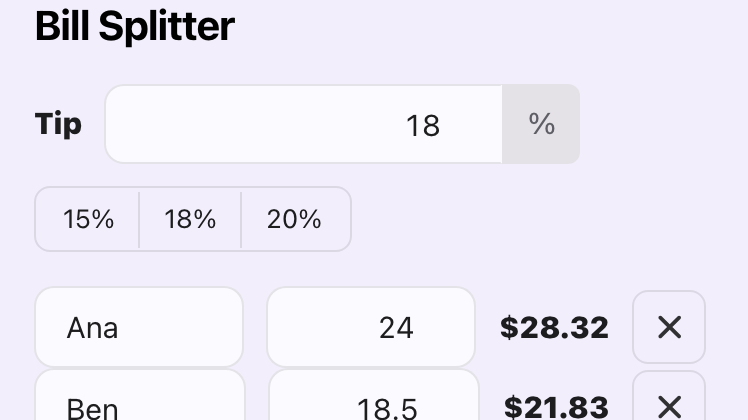 Bill Splitter
Tip 18 %
15% 18% 20%
Ana 24 $28.32
Ben 18.5 $21.83